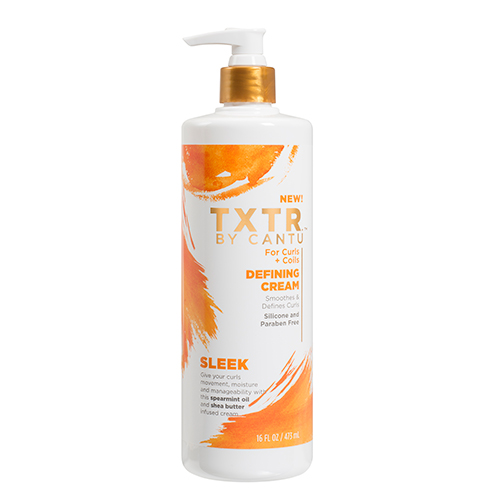 NEW!
TXTR.™
BY CANTU
For Curls
+ Coils
DEFINING
CREAM
Smoothes &
Defines Curls
Silicone and
Paraben Free
SLEEK
Give your curls
movement, moisture
and manageability with
this spearmint oil
and shea butter
infused cream.
16 FL OZ / 473 mL